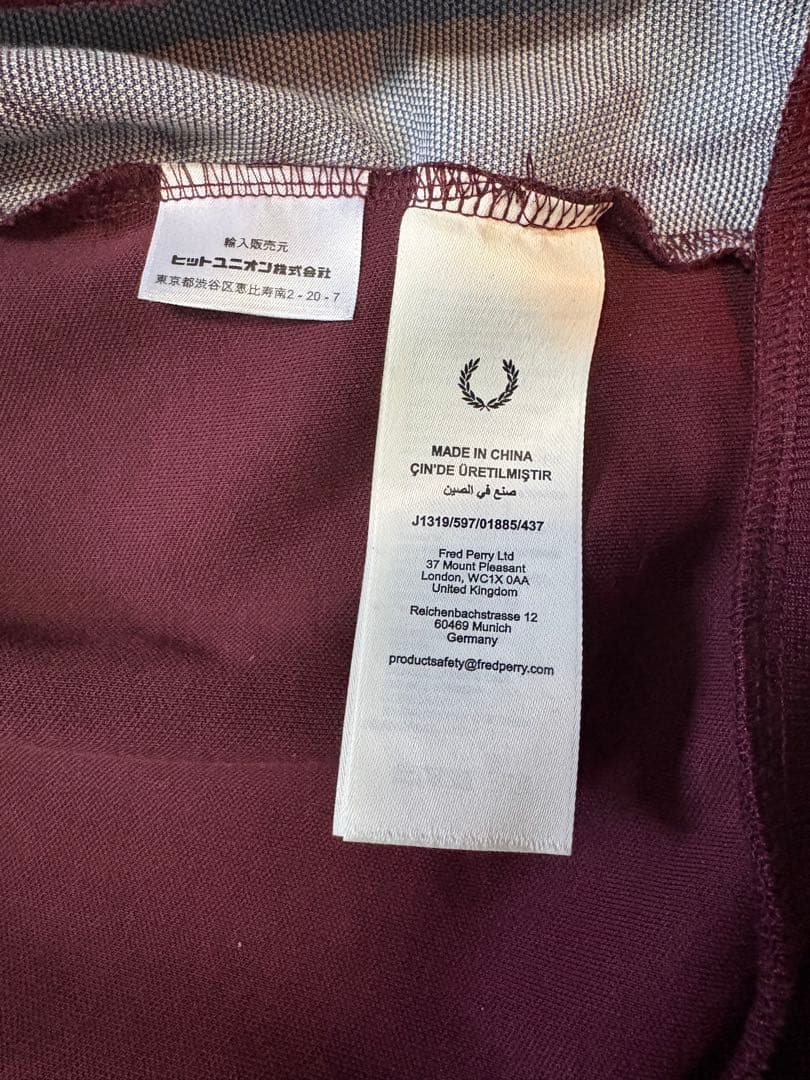 輸入販売元
ヒットユニオン株式会社
東京都渋谷区恵比寿南2-20-7
MADE IN CHINA
ÇIN'DE ÜRETILMIŞTIR
صنع في الصين
J1319/597/01885/437
Fred Perry Ltd
37 Mount Pleasant
London, WC1X 0AA
United Kingdom
Reichenbachstrasse 12
60469 Munich
Germany
productsafety@fredperry.com